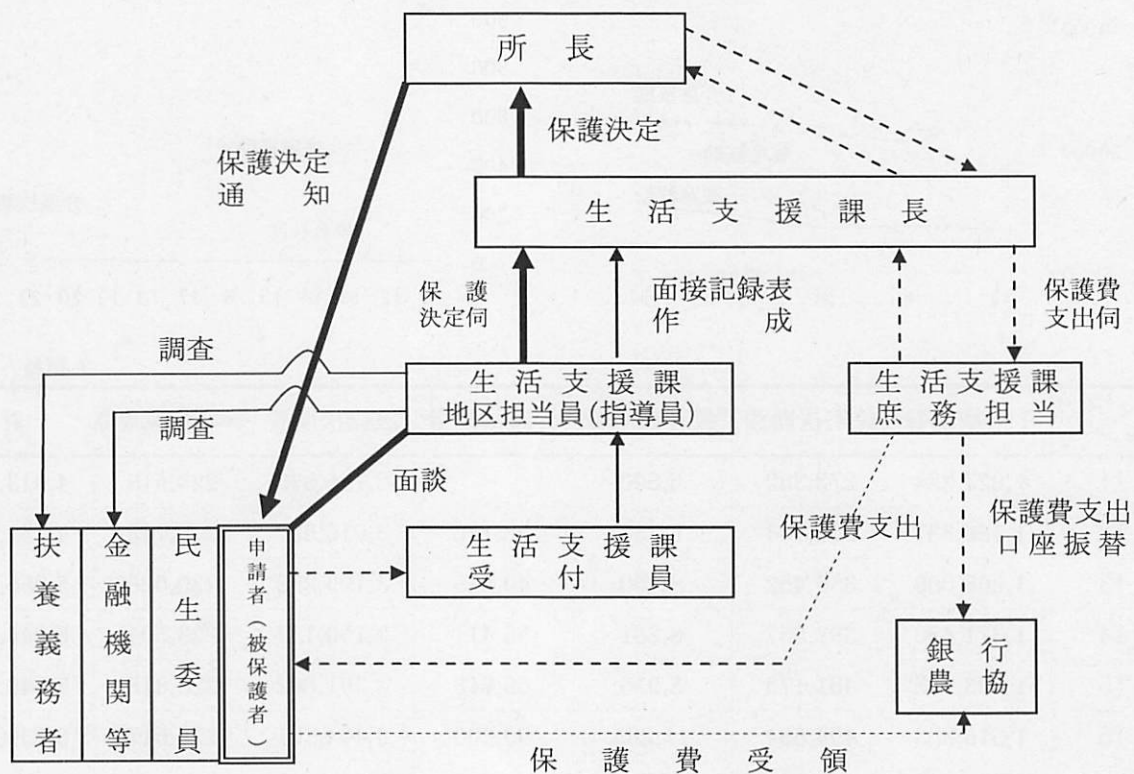 所長
保護決定
保護決定
通知
生活支援課長
保護
決定伺
面接記録表
作成
保護費
支出伺
調査
調査
生活支援課
地区担当員(指導員)
生活支援課
庶務担当
面談
保護費支出
保護費支出
口座振替
生活支援課
受付員
扶養義務者
金融機関等
民生委員
申請者(被保護者)
銀行
農協
保護費受領